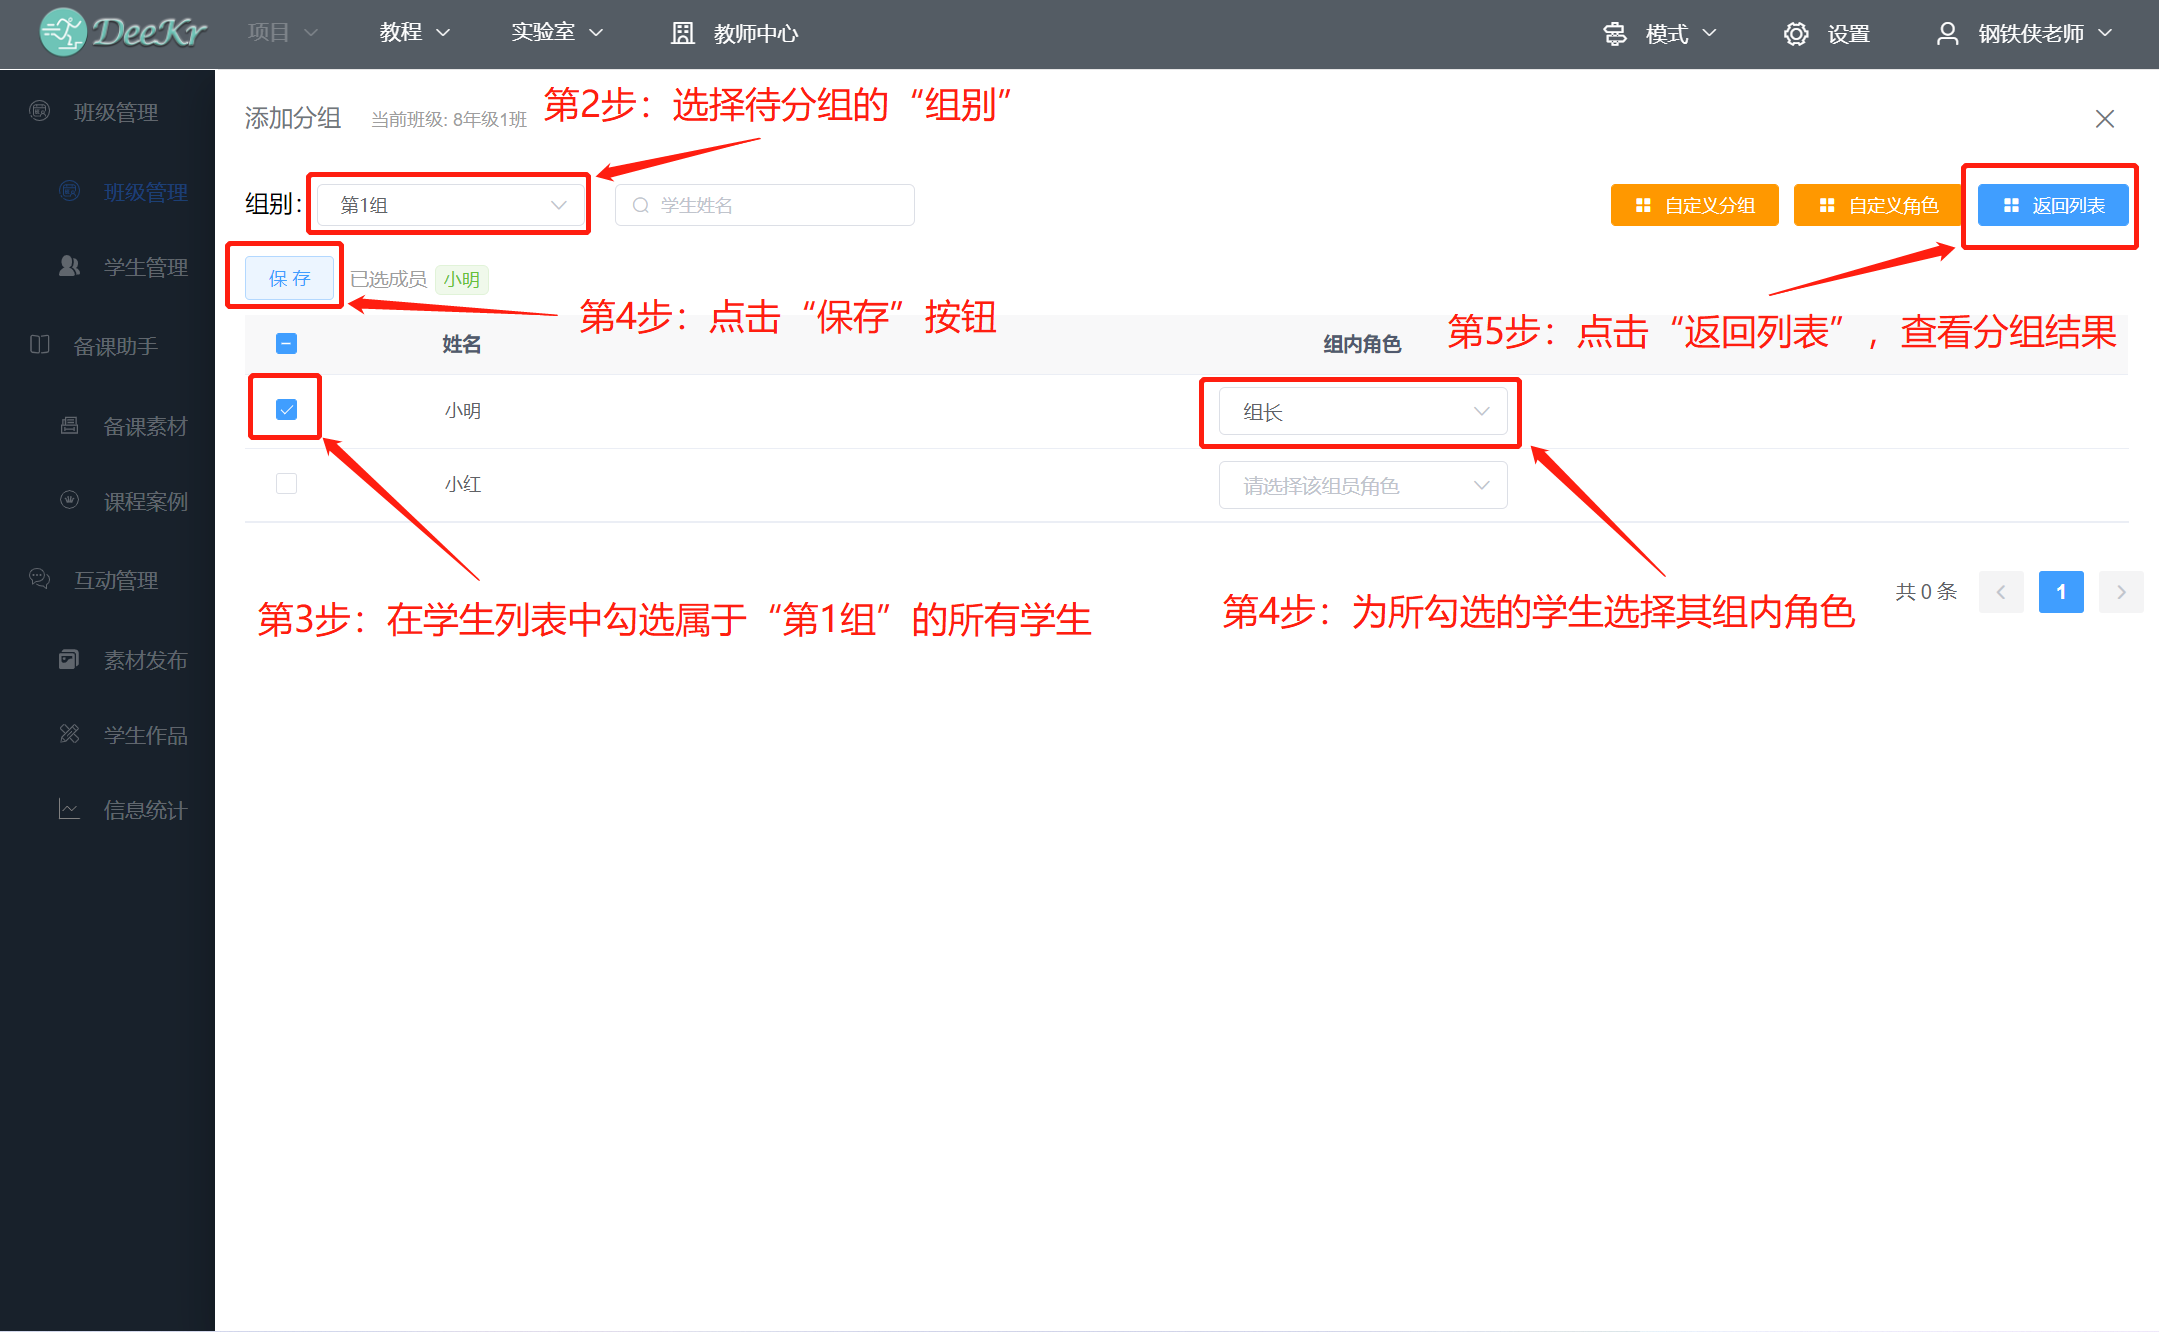 DeeKr
项目
教程
实验室
教师中心
模式
设置
钢铁侠老师
班级管理
班级管理
学生管理
备课助手
备课素材
课程案例
互动管理
素材发布
学生作品
信息统计
添加分组
当前班级: 8年级1班
第2步：选择待分组的“组别”
组别：
第1组
学生姓名
自定义分组
自定义角色
返回列表
保 存
已选成员
小明
第4步：点击“保存”按钮
第5步：点击“返回列表”，查看分组结果
姓名
组内角色
小明
组长
小红
请选择该组员角色
第3步：在学生列表中勾选属于“第1组”的所有学生
第4步：为所勾选的学生选择其组内角色
共 0 条
1